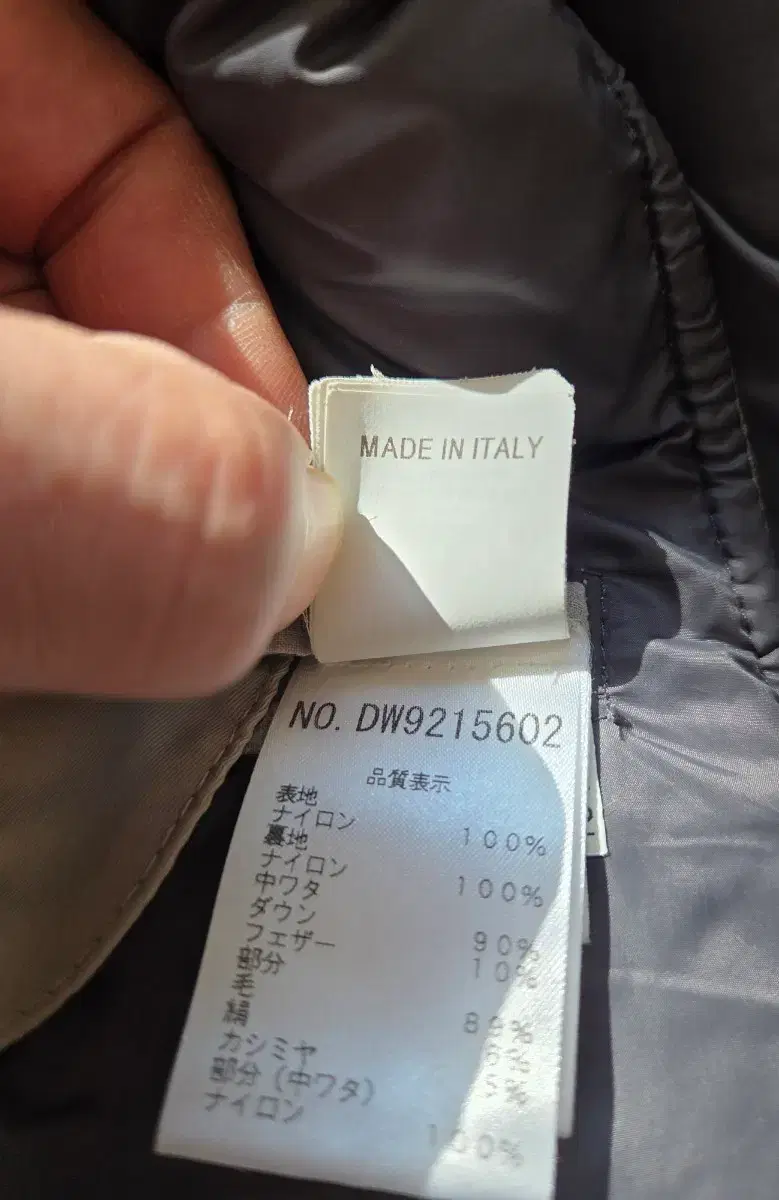 MADE IN ITALY
NO. DW9215602
品質表示
表地
ナイロン 100%
裏地
ナイロン 100%
中ワタ
ダウン 90%
フェザー 10%
部分
毛
絹
カシミヤ
部分(中ワタ)
ナイロン 100%